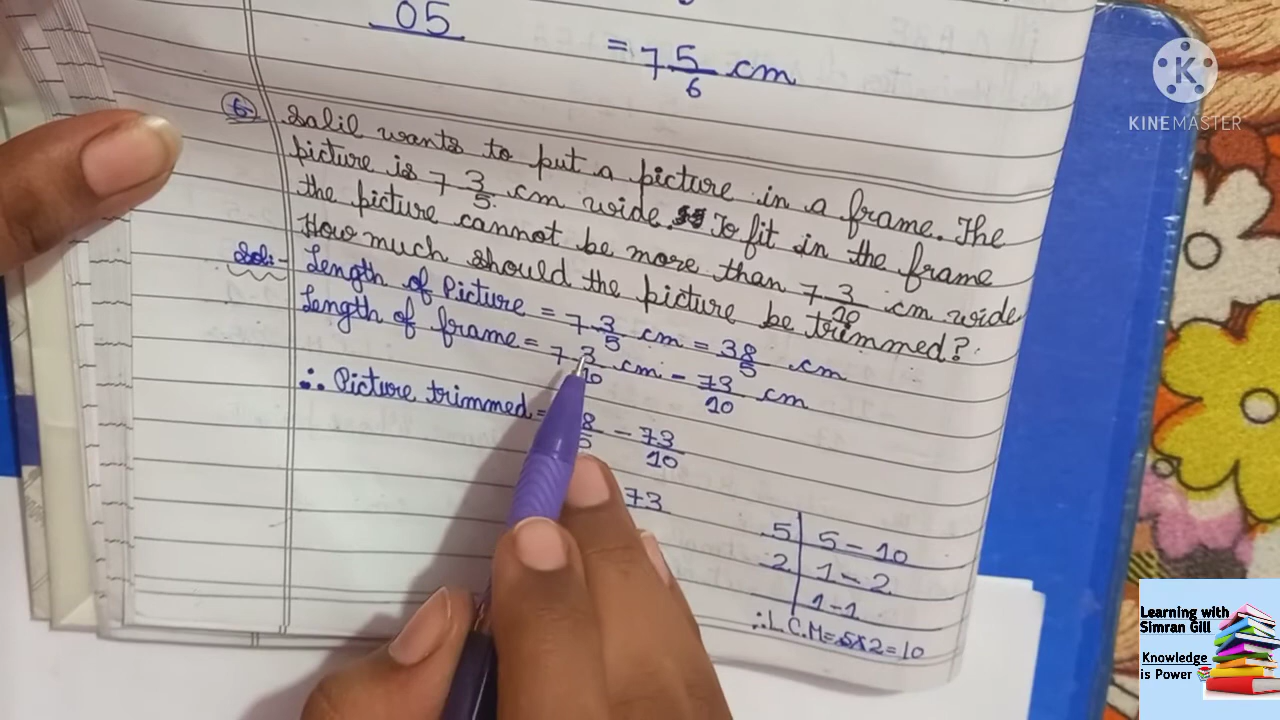 05
= 7 5/6 cm
KINEMASTER
6 Salil wants to put a picture in a frame. The
picture is 7 3/5 cm wide. To fit in the frame
the picture cannot be more than 7 3/10 cm wide.
How much should the picture be trimmed?
Sol:- Length of Picture = 7 3/5 cm = 38/5 cm
Length of frame = 7 3/10 cm - 73/10 cm
∴ Picture trimmed = 8/5 - 73/10
73
5 | 5 - 10
2 | 1 - 2
1 - 1
∴ L.C.M = 5x2 = 10
Learning with
Simran Gill
Knowledge
is Power